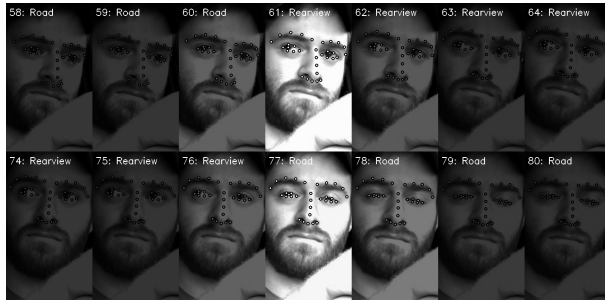 58: Road
59: Road
60: Road
61: Rearview
62: Rearview
63: Rearview
64: Rearview
74: Rearview
75: Rearview
76: Rearview
77: Road
78: Road
79: Road
80: Road